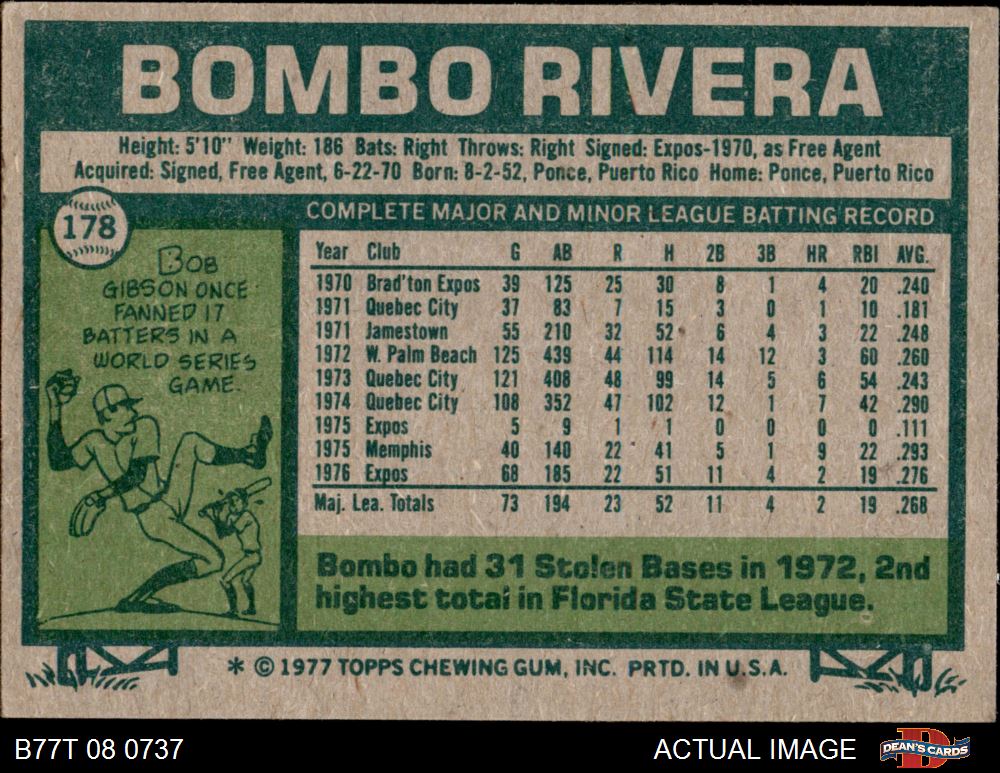 BOMBO RIVERA
Height: 5'10" Weight: 186 Bats: Right Throws: Right Signed: Expos-1970, as Free Agent
Acquired: Signed, Free Agent, 6-22-70 Born: 8-2-52, Ponce, Puerto Rico Home: Ponce, Puerto Rico
178
BOB
GIBSON ONCE
FANNED 17
BATTERS IN A
WORLD SERIES
GAME.
COMPLETE MAJOR AND MINOR LEAGUE BATTING RECORD
Year Club G AB R H 2B 3B HR RBI AVG.
1970 Brad'ton Expos 39 125 25 30 8 1 4 20 .240
1971 Quebec City 37 83 7 15 3 0 1 10 .181
1971 Jamestown 55 210 32 52 6 4 3 22 .248
1972 W. Palm Beach 125 439 44 114 14 12 3 60 .260
1973 Quebec City 121 408 48 99 14 5 6 54 .243
1974 Quebec City 108 352 47 102 12 1 7 42 .290
1975 Expos 5 9 1 1 0 0 0 0 .111
1975 Memphis 40 140 22 41 5 1 9 22 .293
1976 Expos 68 185 22 51 11 4 2 19 .276
Maj. Lea. Totals 73 194 23 52 11 4 2 19 .268
Bombo had 31 Stolen Bases in 1972, 2nd
highest total in Florida State League.
* © 1977 TOPPS CHEWING GUM, INC. PRTD. IN U.S.A.
B77T 08 0737
ACTUAL IMAGE
DEAN'S CARDS